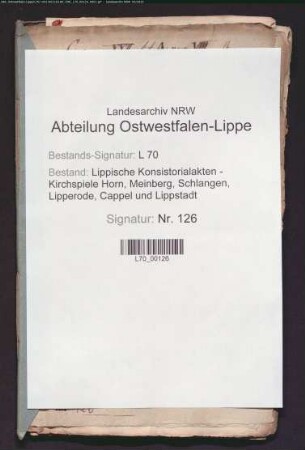 Landesarchiv NRW
Abteilung Ostwestfalen-Lippe
Bestands-Signatur: L 70
Bestand: Lippische Konsistorialakten -
Kirchspiele Horn, Meinberg, Schlangen,
Lipperode, Cappel und Lippstadt
Signatur: Nr. 126
L70_00126